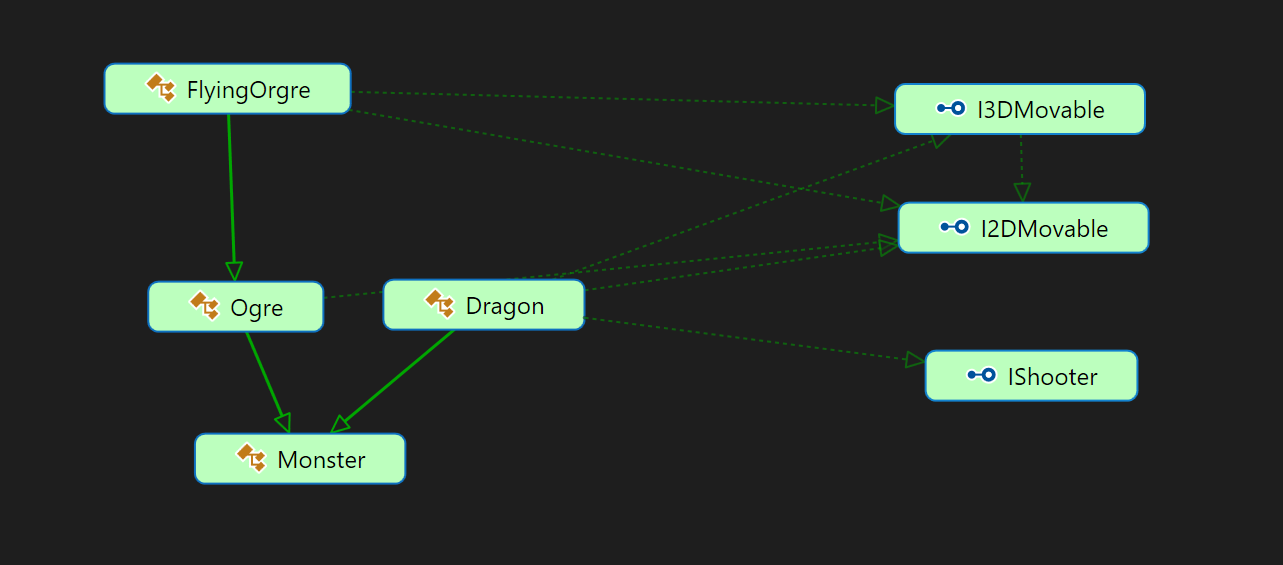 FlyingOrgre
I3DMovable
I2DMovable
Ogre
Dragon
IShooter
Monster